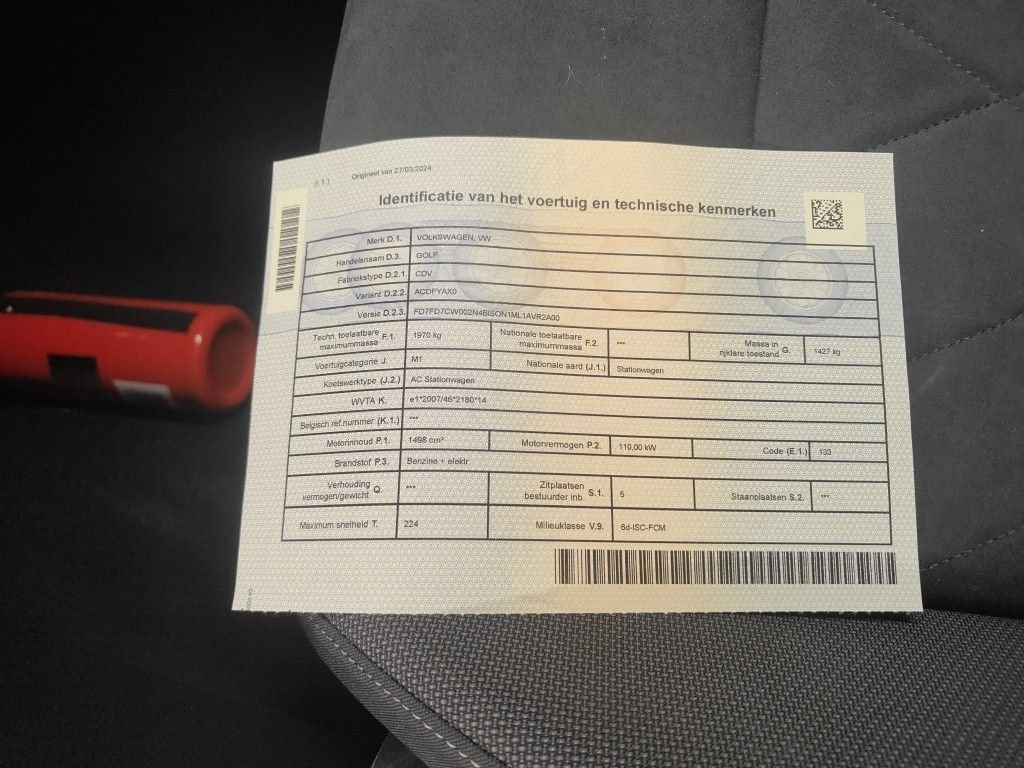 (I.1.) Origineel van 27/03/2024
Identificatie van het voertuig en technische kenmerken
Merk D.1. VOLKSWAGEN, VW
Handelsnaam D.3. GOLF
Fabriekstype D.2.1. CDV
Variant D.2.2. ACDFYAX0
Versie D.2.3. FD7FD7CW002N4BISON1ML1AVR2A00
Techn. toelaatbare maximummassa F.1. 1970 kg Nationale toelaatbare maximummassa F.2. *** Massa in rijklare toestand G. 1427 kg
Voertuigcategorie J. M1 Nationale aard (J.1.) Stationwagen
Koetswerktype (J.2.) AC Stationwagen
WVTA K. e1*2007/46*2180*14
Belgisch ref.nummer (K.1.) ***
Motorinhoud P.1. 1498 cm³ Motorvermogen P.2. 110,00 kW Code (E.1.) 133
Brandstof P.3. Benzine + elektr
Verhouding vermogen/gewicht Q. *** Zitplaatsen bestuurder inb. S.1. 5 Staanplaatsen S.2. ***
Maximum snelheid T. 224 Milieuklasse V.9. 6d-ISC-FCM